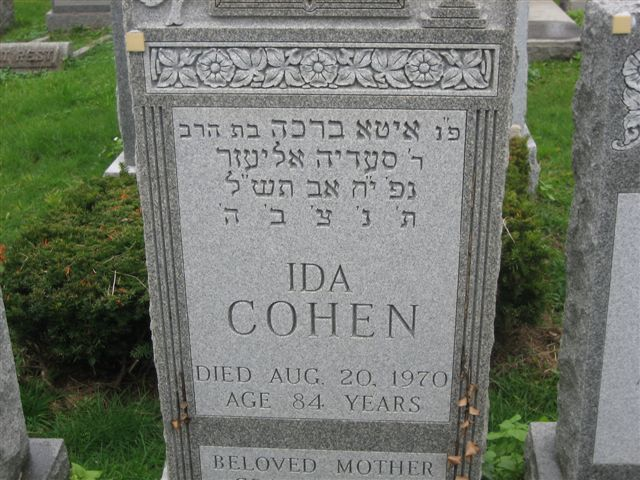 פ״נ איטא ברכה בת הרב
ר׳ סעדיה אליעזר
נפ׳ י״ח אב תש״ל
ת׳ נ׳ צ׳ ב׳ ה׳
IDA
COHEN
DIED AUG. 20, 1970
AGE 84 YEARS
BELOVED MOTHER